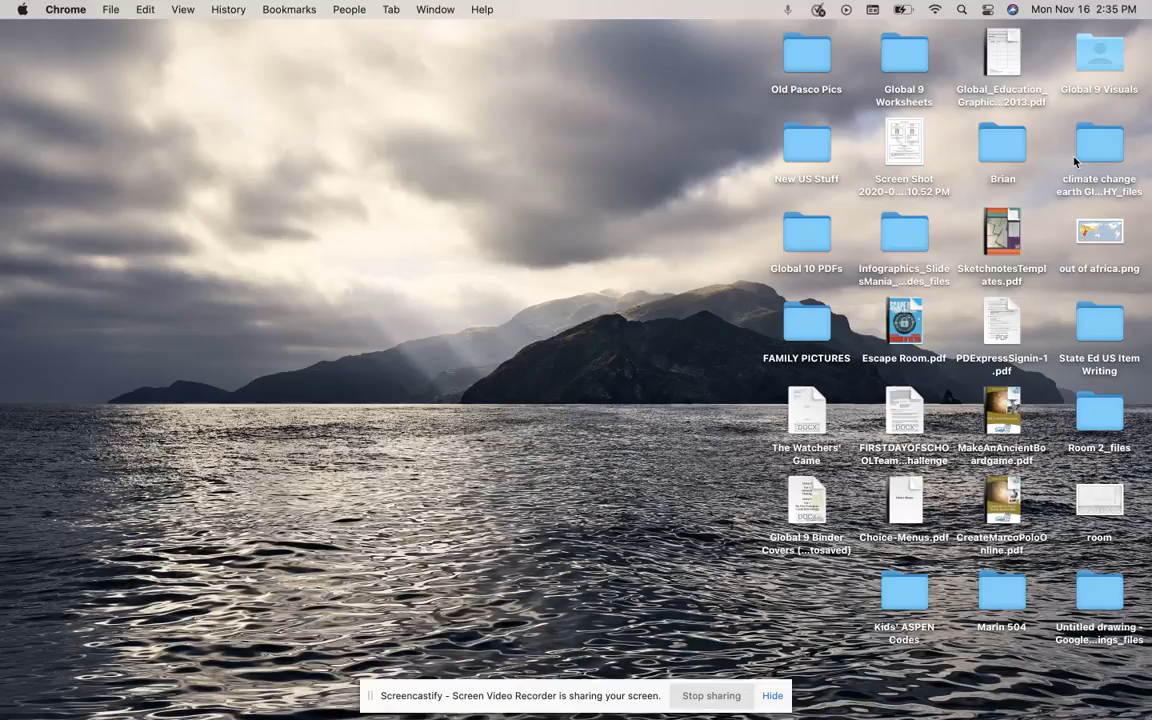 Chrome File Edit View History Bookmarks People Tab Window Help Mon Nov 16 2:35 PM
Old Pasco Pics
Global 9
Worksheets
Global_Education_
Graphic...2013.pdf
Global 9 Visuals
New US Stuff
Screen Shot
2020-0....10.52 PM
Brian
climate change
earth GI...HY_files
Global 10 PDFs
Infographics_Slide
sMania_...des_files
SketchnotesTempl
ates.pdf
out of africa.png
FAMILY PICTURES
Escape Room.pdf
PDExpressSignin-1
.pdf
State Ed US Item
Writing
The Watchers'
Game
FIRSTDAYOFSCHO
OLTeam...hallenge
MakeAnAncientBo
ardgame.pdf
Room 2_files
Global 9 Binder
Covers (...tosaved)
Choice-Menus.pdf
CreateMarcoPoloO
nline.pdf
room
Kids' ASPEN
Codes
Marin 504
Untitled drawing -
Google...ings_files
ESCAPE
PDF
DOCX
DOCX
DOCX
Screencastify - Screen Video Recorder is sharing your screen. Stop sharing Hide